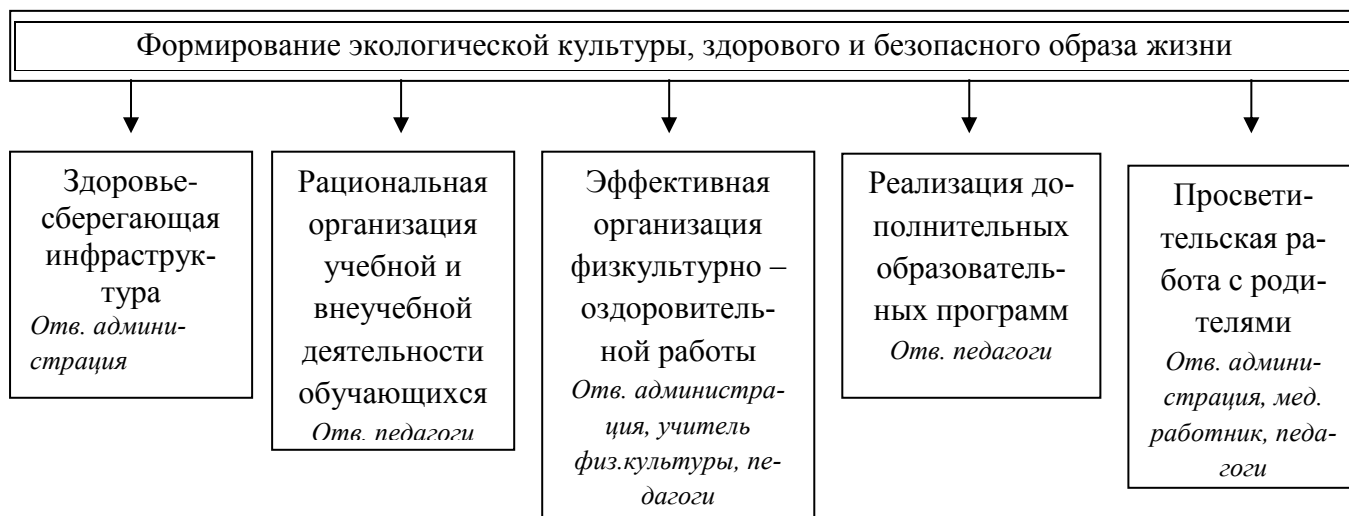 Формирование экологической культуры, здорового и безопасного образа жизни
Здоровье-
сберегающая
инфраструк-
тура
Отв. админи-
страция
Рациональная
организация
учебной и
внеучебной
деятельности
обучающихся
Отв. педагоги
Эффективная
организация
физкультурно –
оздоровитель-
ной работы
Отв. администра-
ция, учитель
физ.культуры, пе-
дагоги
Реализация до-
полнительных
образователь-
ных программ
Отв. педагоги
Просвети-
тельская ра-
бота с роди-
телями
Отв. админи-
страция, мед.
работник, педа-
гоги